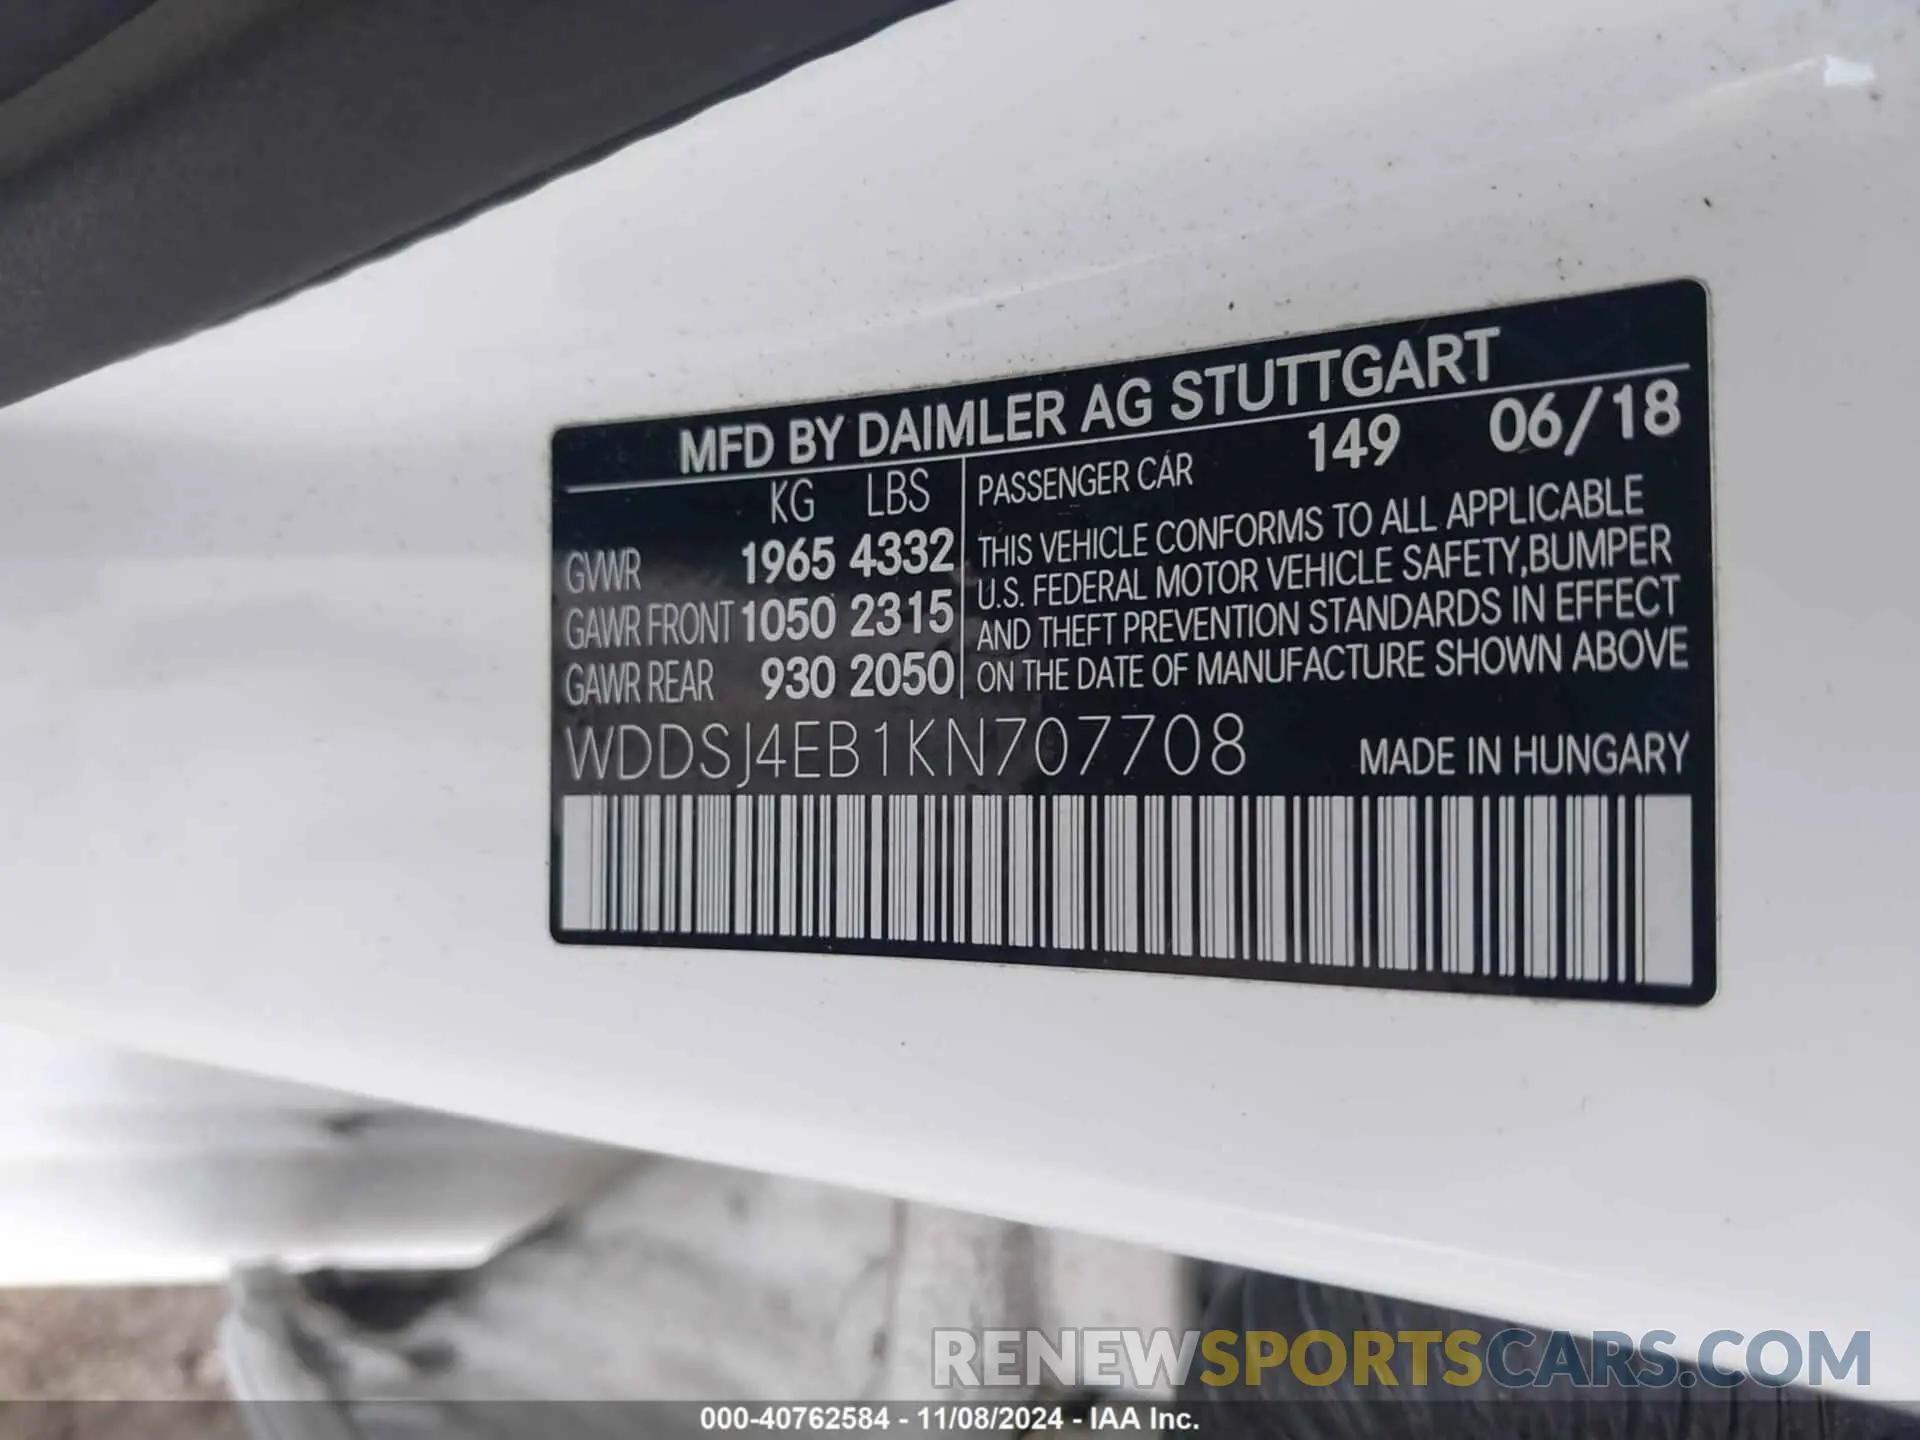 MFD BY DAIMLER AG STUTTGART
KG LBS
GVWR 1965 4332
GAWR FRONT 1050 2315
GAWR REAR 930 2050
PASSENGER CAR 149 06/18
THIS VEHICLE CONFORMS TO ALL APPLICABLE
U.S. FEDERAL MOTOR VEHICLE SAFETY, BUMPER
AND THEFT PREVENTION STANDARDS IN EFFECT
ON THE DATE OF MANUFACTURE SHOWN ABOVE
WDDSJ4EB1KN707708 MADE IN HUNGARY
RENEWSPORTSCARS.COM
000-40762584 - 11/08/2024 - IAA Inc.